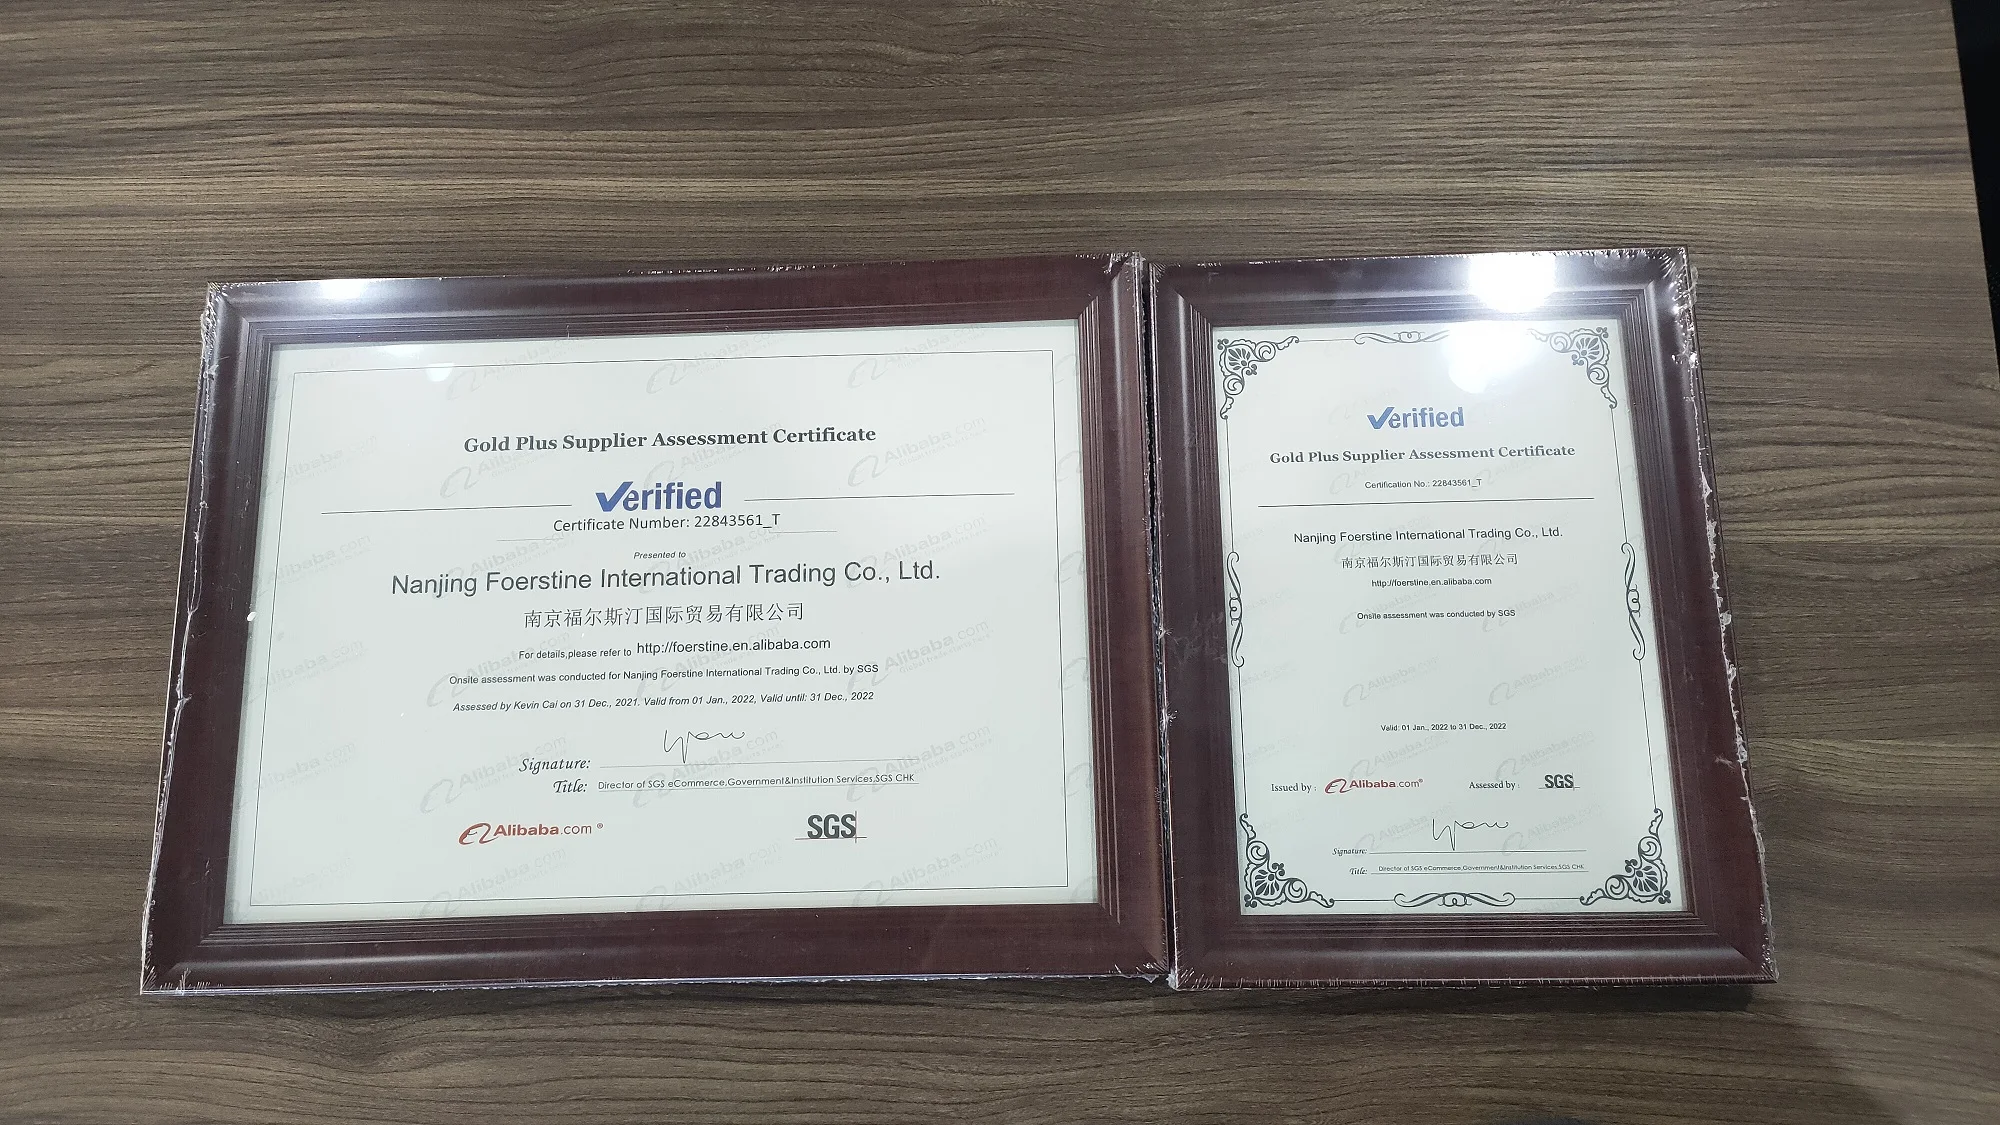 Gold Plus Supplier Assessment Certificate
Verified
Certificate Number: 22843561_T
Presented to
Nanjing Foerstine International Trading Co., Ltd.
南京福尔斯汀国际贸易有限公司
For details,please refer to http://foerstine.en.alibaba.com
Onsite assessment was conducted for Nanjing Foerstine International Trading Co., Ltd. by SGS
Assessed by Kevin Cai on 31 Dec., 2021. Valid from 01 Jan., 2022, Valid until: 31 Dec., 2022
Signature:
Title: Director of SGS eCommerce,Government&Institution Services,SGS CHK
Alibaba.com®
SGS
Verified
Gold Plus Supplier Assessment Certificate
Certification No.: 22843561_T
Nanjing Foerstine International Trading Co., Ltd.
南京福尔斯汀国际贸易有限公司
http://foerstine.en.alibaba.com
Onsite assessment was conducted by SGS
Valid: 01 Jan., 2022 to 31 Dec., 2022
Issued by : Alibaba.com® Assessed by : SGS
Signature:
Title: Director of SGS eCommerce,Government&Institution Services,SGS CHK